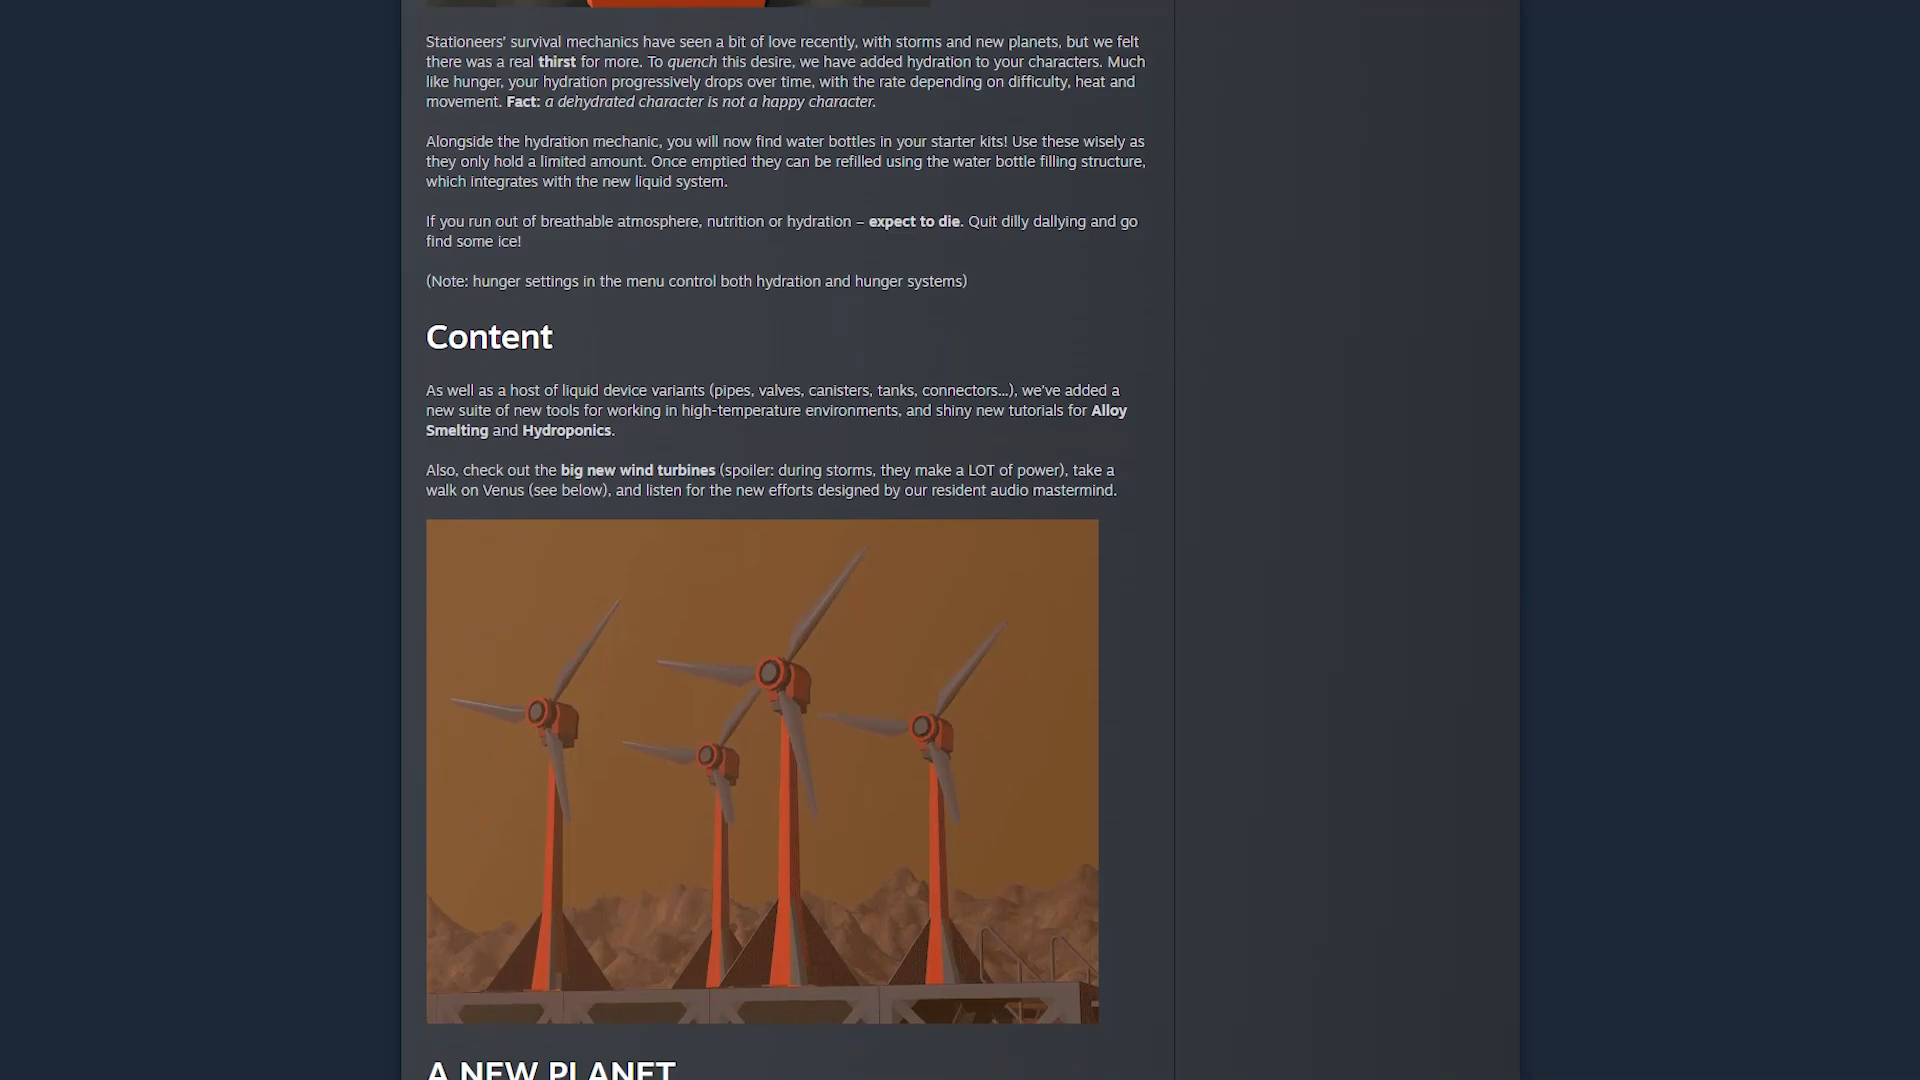 Stationeers' survival mechanics have seen a bit of love recently, with storms and new planets, but we felt
there was a real thirst for more. To quench this desire, we have added hydration to your characters. Much
like hunger, your hydration progressively drops over time, with the rate depending on difficulty, heat and
movement. Fact: a dehydrated character is not a happy character.
Alongside the hydration mechanic, you will now find water bottles in your starter kits! Use these wisely as
they only hold a limited amount. Once emptied they can be refilled using the water bottle filling structure,
which integrates with the new liquid system.
If you run out of breathable atmosphere, nutrition or hydration – expect to die. Quit dilly dallying and go
find some ice!
(Note: hunger settings in the menu control both hydration and hunger systems)
Content
As well as a host of liquid device variants (pipes, valves, canisters, tanks, connectors...), we've added a
new suite of new tools for working in high-temperature environments, and shiny new tutorials for Alloy
Smelting and Hydroponics.
Also, check out the big new wind turbines (spoiler: during storms, they make a LOT of power), take a
walk on Venus (see below), and listen for the new efforts designed by our resident audio mastermind.
A NEW PLANET